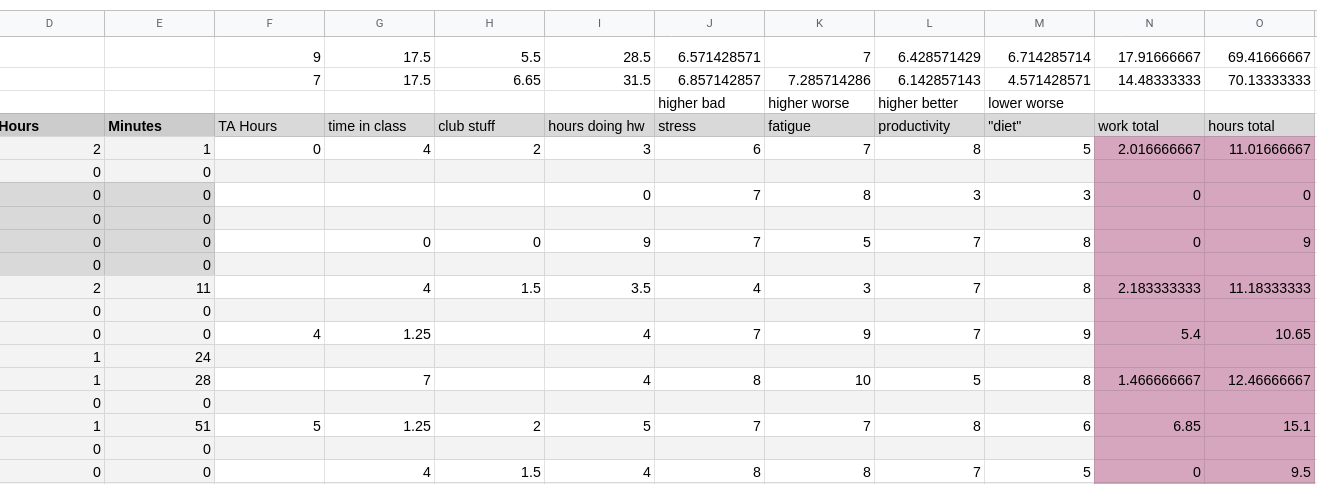 D E F G H I J K L M N O
9 17.5 5.5 28.5 6.571428571 7 6.428571429 6.714285714 17.91666667 69.41666667
7 17.5 6.65 31.5 6.857142857 7.285714286 6.142857143 4.571428571 14.48333333 70.13333333
higher bad higher worse higher better lower worse
Hours Minutes TA Hours time in class club stuff hours doing hw stress fatigue productivity "diet" work total hours total
2 1 0 4 2 3 6 7 8 5 2.016666667 11.01666667
0 0
0 0 0 7 8 3 3 0 0
0 0
0 0 0 0 9 7 5 7 8 0 9
0 0
2 11 4 1.5 3.5 4 3 7 8 2.183333333 11.18333333
0 0
0 0 4 1.25 4 7 9 7 9 5.4 10.65
1 24
1 28 7 4 8 10 5 8 1.466666667 12.46666667
0 0
1 51 5 1.25 2 5 7 7 8 6 6.85 15.1
0 0
0 0 4 1.5 4 8 8 7 5 0 9.5